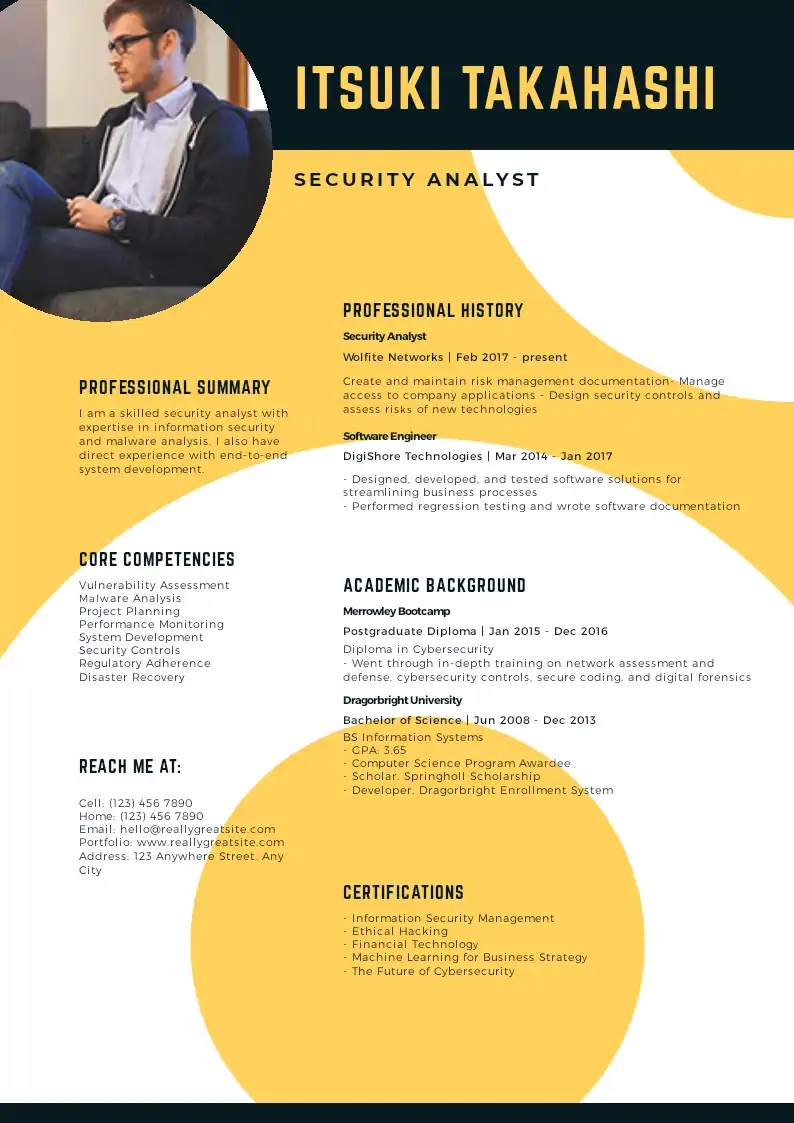 ITSUKI TAKAHASHI
SECURITY ANALYST
PROFESSIONAL SUMMARY
I am a skilled security analyst with
expertise in information security
and malware analysis. I also have
direct experience with end-to-end
system development.
CORE COMPETENCIES
Vulnerability Assessment
Malware Analysis
Project Planning
Performance Monitoring
System Development
Security Controls
Regulatory Adherence
Disaster Recovery
REACH ME AT:
Cell: (123) 456 7890
Home: (123) 456 7890
Email: hello@reallygreatsite.com
Portfolio: www.reallygreatsite.com
Address: 123 Anywhere Street. Any
City
PROFESSIONAL HISTORY
Security Analyst
Wolfite Networks | Feb 2017 - present
Create and maintain risk management documentation- Manage
access to company applications - Design security controls and
assess risks of new technologies
Software Engineer
DigiShore Technologies | Mar 2014 - Jan 2017
- Designed, developed, and tested software solutions for
streamlining business processes
- Performed regression testing and wrote software documentation
ACADEMIC BACKGROUND
Merrowley Bootcamp
Postgraduate Diploma | Jan 2015 - Dec 2016
Diploma in Cybersecurity
- Went through in-depth training on network assessment and
defense, cybersecurity controls, secure coding, and digital forensics
Dragorbright University
Bachelor of Science | Jun 2008 - Dec 2013
BS Information Systems
- GPA: 3.65
- Computer Science Program Awardee
- Scholar. Springholl Scholarship
- Developer. Dragorbright Enrollment System
CERTIFICATIONS
- Information Security Management
- Ethical Hacking
- Financial Technology
- Machine Learning for Business Strategy
- The Future of Cybersecurity